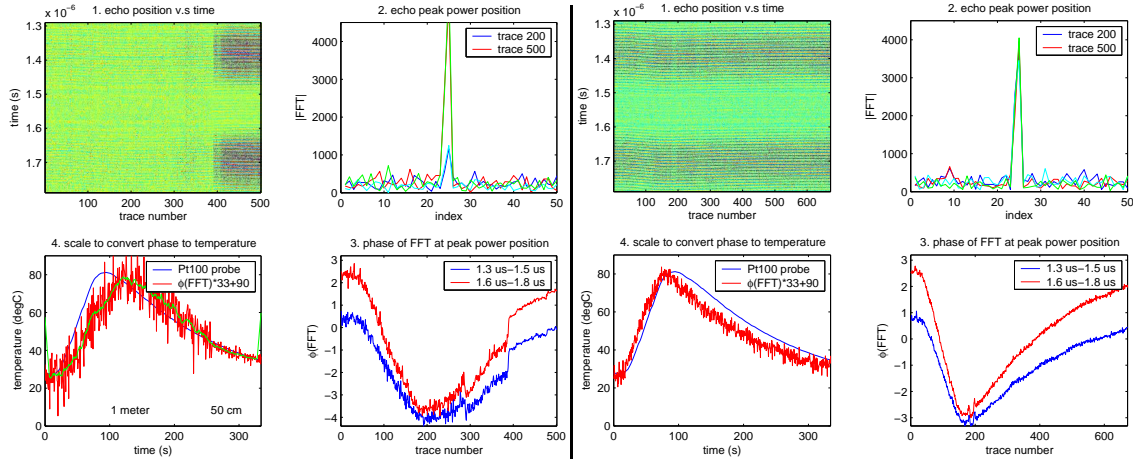 1. echo position v.s time
x 10^-6
1.3
1.4
1.5
1.6
1.7
time (s)
100 200 300 400 500
trace number
2. echo peak power position
4000
3000
2000
1000
0
|FFT|
trace 200
trace 500
0 10 20 30 40 50
index
4. scale to convert phase to temperature
80
60
40
20
0
temperature (degC)
Pt100 probe
ϕ(FFT)*33+90
1 meter 50 cm
0 100 200 300
time (s)
3. phase of FFT at peak power position
4
3
2
1
0
−1
−2
−3
−4
ϕ(FFT)
1.3 us−1.5 us
1.6 us−1.8 us
0 100 200 300 400 500
trace number
1. echo position v.s time
x 10^-6
1.3
1.4
1.5
1.6
1.7
time (s)
100 200 300 400 500 600
trace number
2. echo peak power position
4000
3000
2000
1000
0
|FFT|
trace 200
trace 500
0 10 20 30 40 50
index
4. scale to convert phase to temperature
80
60
40
20
0
temperature (degC)
Pt100 probe
ϕ(FFT)*33+90
0 100 200 300
time (s)
3. phase of FFT at peak power position
3
2
1
0
−1
−2
−3
ϕ(FFT)
1.3 us−1.5 us
1.6 us−1.8 us
0 200 400 600
trace number